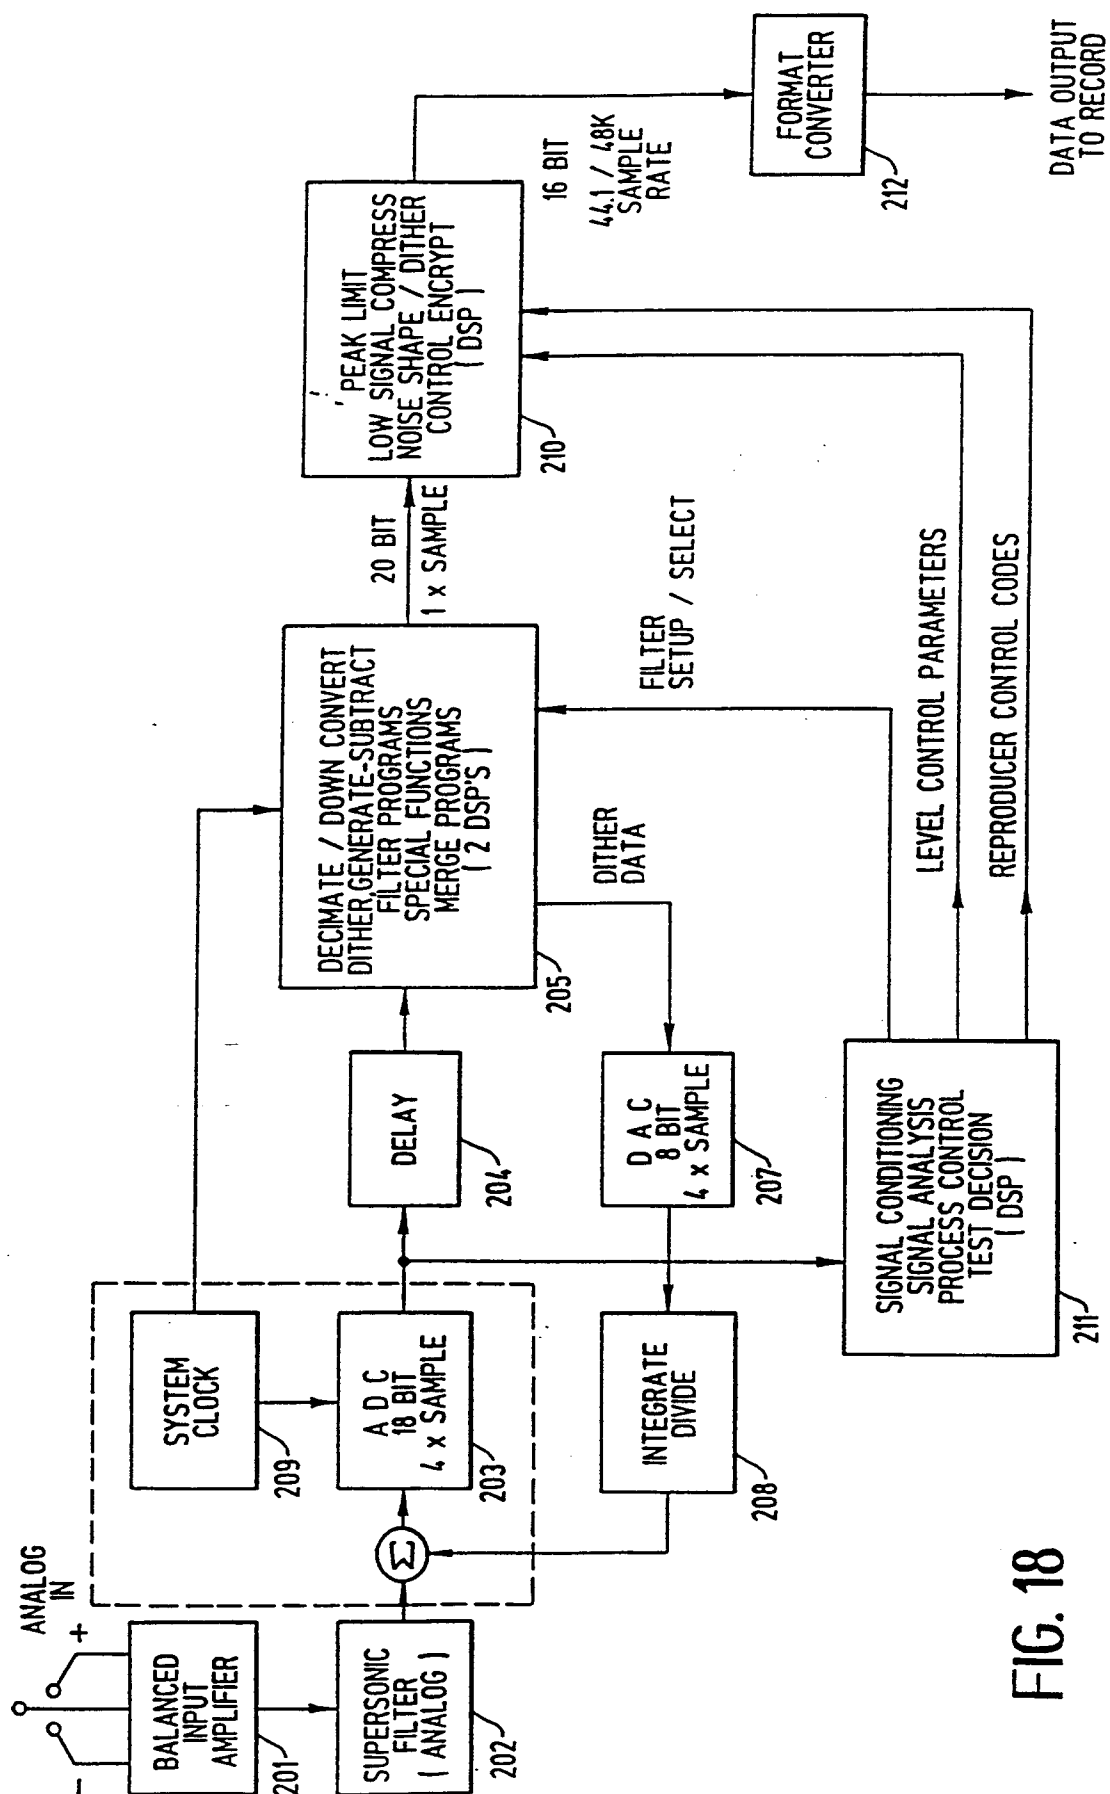 ANALOG
IN
+
−
BALANCED
INPUT
AMPLIFIER
201
SUPERSONIC
FILTER
( ANALOG )
202
Σ
SYSTEM
CLOCK
209
A D C
18 BIT
4 x SAMPLE
203
DELAY
204
DECIMATE / DOWN CONVERT
DITHER,GENERATE-SUBTRACT
FILTER PROGRAMS
SPECIAL FUNCTIONS
MERGE PROGRAMS
( 2 DSP'S )
205
DITHER
DATA
D A C
8 BIT
4 x SAMPLE
207
INTEGRATE
DIVIDE
208
SIGNAL CONDITIONING
SIGNAL ANALYSIS
PROCESS CONTROL
TEST DECISION
( DSP )
211
FILTER
SETUP / SELECT
LEVEL CONTROL PARAMETERS
REPRODUCER CONTROL CODES
20 BIT
1 x SAMPLE
PEAK LIMIT
LOW SIGNAL COMPRESS
NOISE SHAPE / DITHER
CONTROL ENCRYPT
( DSP )
210
16 BIT
44.1 / 48K
SAMPLE
RATE
FORMAT
CONVERTER
212
DATA OUTPUT
TO RECORD
FIG. 18